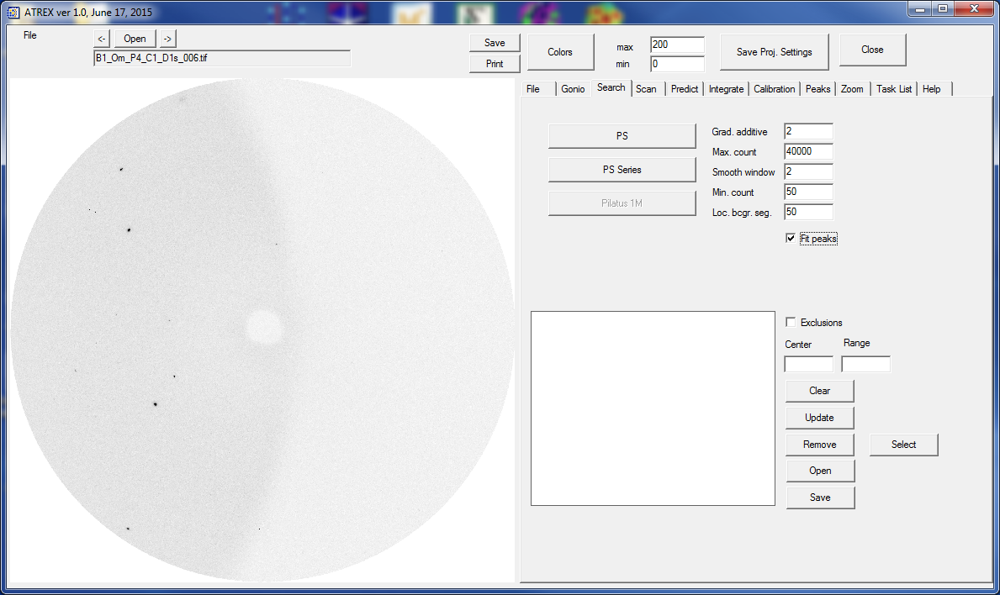 ATREX ver 1.0, June 17, 2015
File
<- Open ->
B1_Om_P4_C1_D1s_006.tif
Save
Print
Colors
max 200
min 0
Save Proj. Settings
Close
File Gonio Search Scan Predict Integrate Calibration Peaks Zoom Task List Help
PS
PS Series
Pilatus 1M
Grad. additive 2
Max. count 40000
Smooth window 2
Min. count 50
Loc. bcgr. seg. 50
Fit peaks
Exclusions
Center Range
Clear
Update
Remove Select
Open
Save